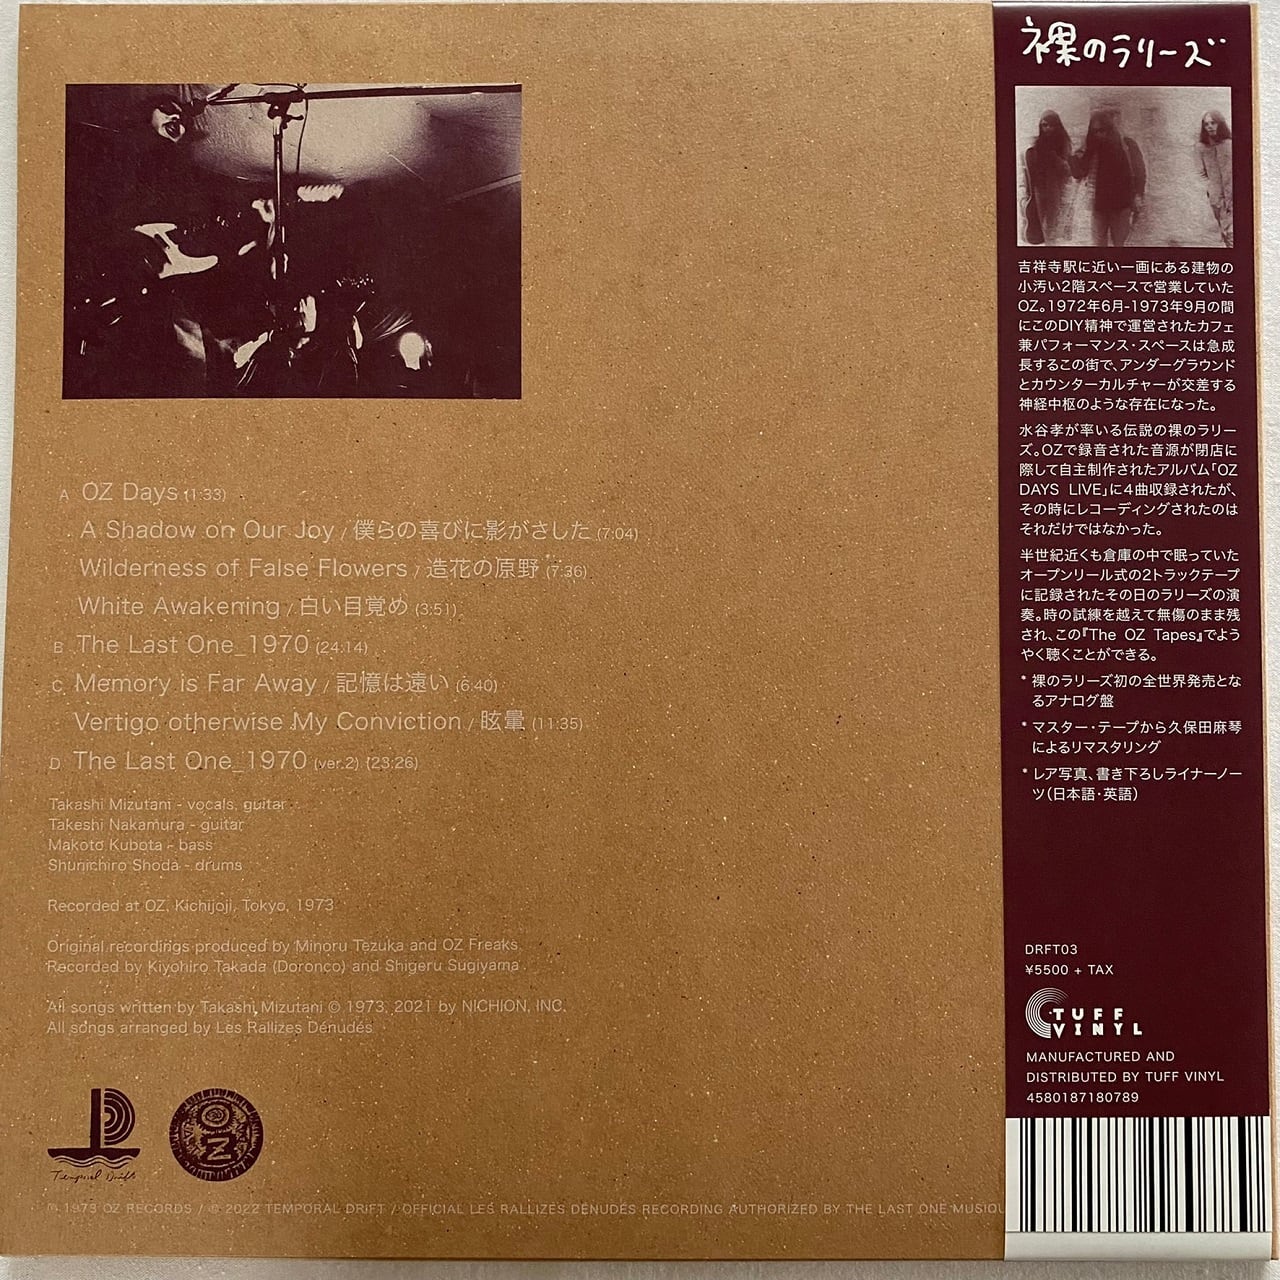 A OZ Days (1:33)
A Shadow on Our Joy / 僕らの喜びに影がさした (7:04)
Wilderness of False Flowers / 造花の原野 (7:36)
White Awakening / 白い目覚め (3:51)
B The Last One_1970 (24:14)
C Memory is Far Away / 記憶は遠い (6:40)
Vertigo otherwise My Conviction / 眩暈 (11:35)
D The Last One_1970 (ver.2) (23:26)
Takashi Mizutani - vocals, guitar
Takeshi Nakamura - guitar
Makoto Kubota - bass
Shunichiro Shoda - drums
Recorded at OZ, Kichijoji, Tokyo, 1973
Original recordings produced by Minoru Tezuka and OZ Freaks
Recorded by Kiyohiro Takada (Doronco) and Shigeru Sugiyama
All songs written by Takashi Mizutani © 1973, 2021 by NICHION, INC.
All songs arranged by Les Rallizes Dénudés
Temporal Drift
OZ
℗ 1973 OZ RECORDS / © 2022 TEMPORAL DRIFT / OFFICIAL LES RALLIZES DENUDÉS RECORDING AUTHORIZED BY THE LAST ONE MUSIQU
裸のラリーズ
吉祥寺駅に近い一画にある建物の
小汚い2階スペースで営業していた
OZ。1972年6月-1973年9月の間
にこのDIY精神で運営されたカフェ
兼パフォーマンス・スペースは急成
長するこの街で、アンダーグラウンド
とカウンターカルチャーが交差する
神経中枢のような存在になった。
水谷孝が率いる伝説の裸のラリー
ズ。OZで録音された音源が閉店に
際して自主制作されたアルバム「OZ
DAYS LIVE」に4曲収録されたが、
その時にレコーディングされたのは
それだけではなかった。
半世紀近くも倉庫の中で眠っていた
オープンリール式の2トラックテープ
に記録されたその日のラリーズの演
奏。時の試練を越えて無傷のまま残
され、この『The OZ Tapes』でよう
やく聴くことができる。
* 裸のラリーズ初の全世界発売とな
るアナログ盤
* マスター・テープから久保田麻琴
によるリマスタリング
* レア写真、書き下ろしライナーノー
ツ(日本語・英語)
DRFT03
¥5500 + TAX
TUFF
VINYL
MANUFACTURED AND
DISTRIBUTED BY TUFF VINYL
4580187180789